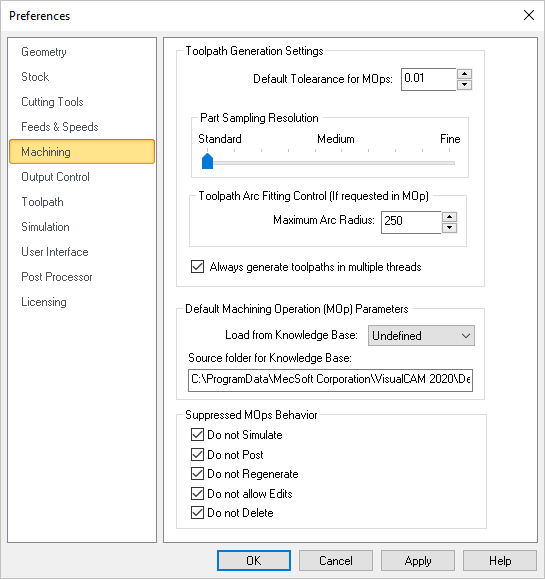 Preferences
Geometry
Stock
Cutting Tools
Feeds & Speeds
Machining
Output Control
Toolpath
Simulation
User Interface
Post Processor
Licensing
Toolpath Generation Settings
Default Tolearance for MOps: 0.01
Part Sampling Resolution
Standard Medium Fine
Toolpath Arc Fitting Control (If requested in MOp)
Maximum Arc Radius: 250
Always generate toolpaths in multiple threads
Default Machining Operation (MOp) Parameters
Load from Knowledge Base: Undefined
Source folder for Knowledge Base:
C:\ProgramData\MecSoft Corporation\VisualCAM 2020\De
Suppressed MOps Behavior
Do not Simulate
Do not Post
Do not Regenerate
Do not allow Edits
Do not Delete
OK Cancel Apply Help